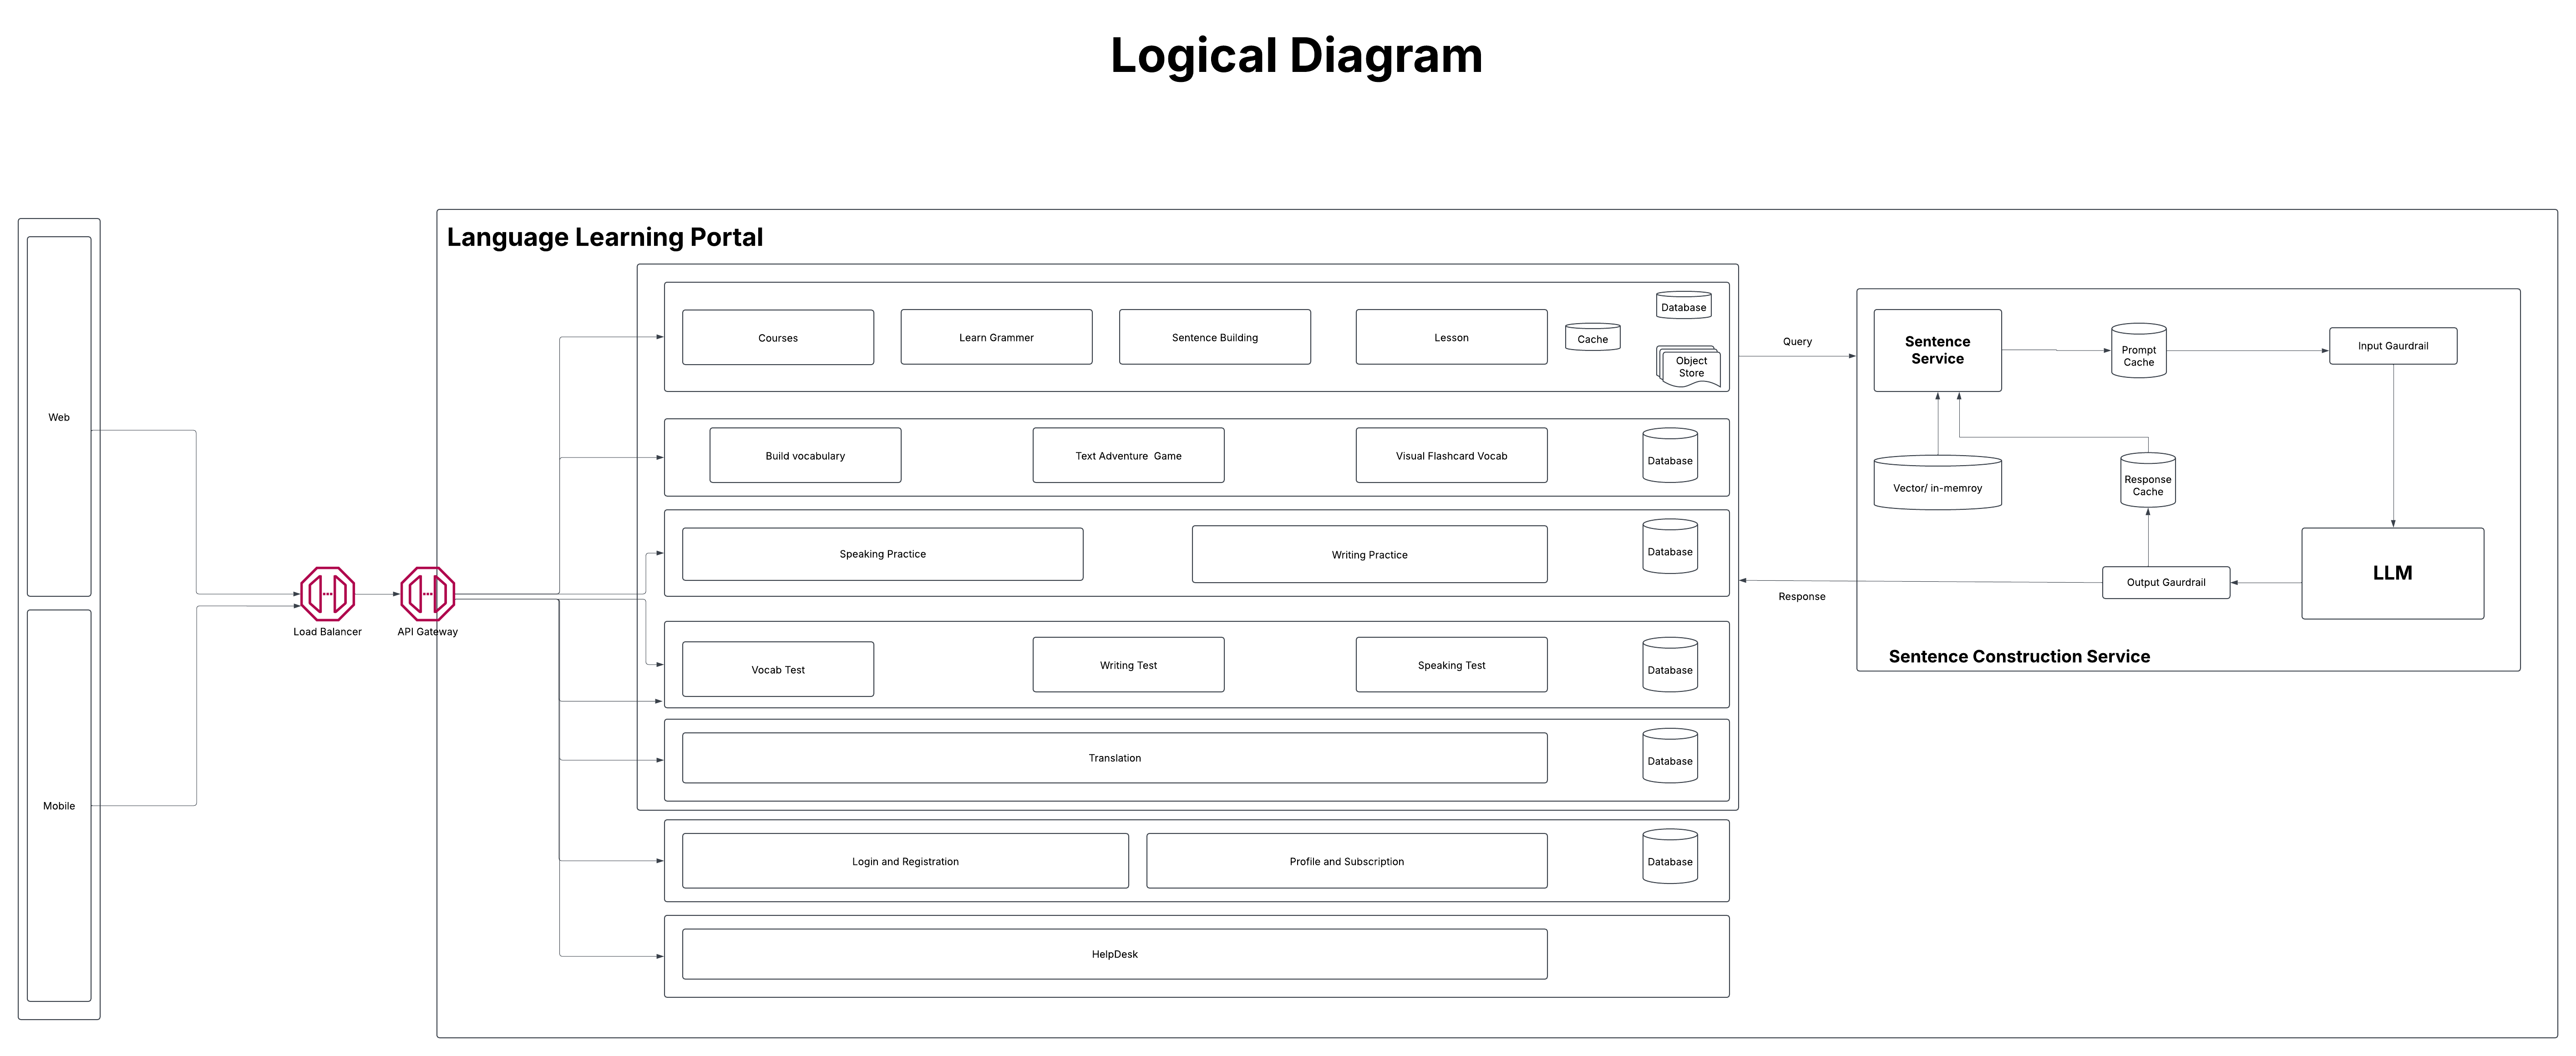 Logical Diagram
Language Learning Portal
Web
Mobile
Load Balancer
API Gateway
Courses
Learn Grammer
Sentence Building
Lesson
Cache
Database
Object
Store
Build vocabulary
Text Adventure  Game
Visual Flashcard Vocab
Database
Speaking Practice
Writing Practice
Database
Vocab Test
Writing Test
Speaking Test
Database
Translation
Database
Login and Registration
Profile and Subscription
Database
HelpDesk
Query
Response
Sentence
Service
Prompt
Cache
Input Gaurdrail
Vector/ in-memroy
Response
Cache
Output Gaurdrail
LLM
Sentence Construction Service